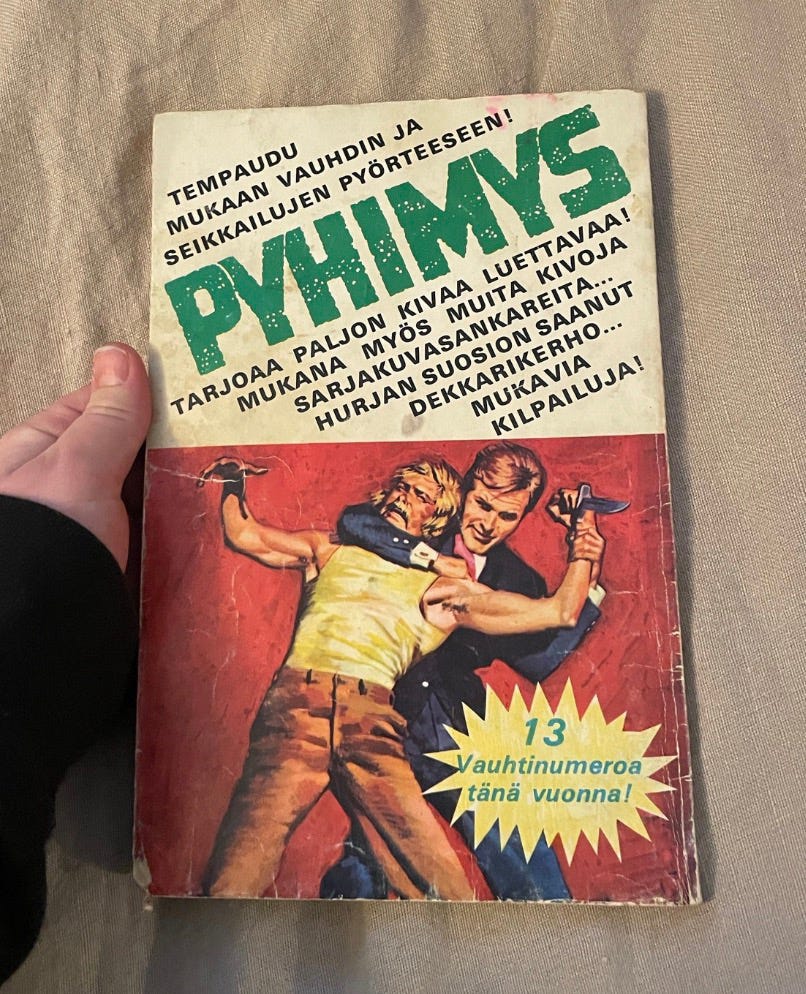 TEMPAUDU
MUKAAN VAUHDIN JA
SEIKKAILUJEN PYÖRTEESEEN!
PYHIMYS
TARJOAA PALJON KIVAA LUETTAVAA!
MUKANA MYÖS MUITA KIVOJA
SARJAKUVASANKAREITA...
HURJAN SUOSION SAANUT
DEKKARIKERHO...
MUKAVIA
KILPAILUJA!
13
Vauhtinumeroa
tänä vuonna!